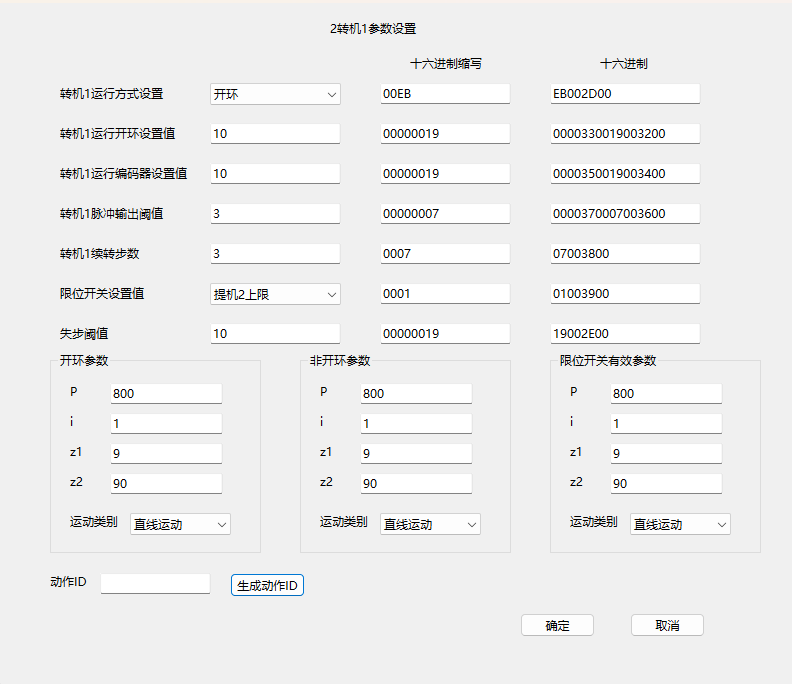 2转机1参数设置
十六进制缩写 十六进制
转机1运行方式设置 开环 00EB EB002D00
转机1运行开环设置值 10 00000019 0000330019003200
转机1运行编码器设置值 10 00000019 0000350019003400
转机1脉冲输出阈值 3 00000007 0000370007003600
转机1续转步数 3 0007 07003800
限位开关设置值 提机2上限 0001 01003900
失步阈值 10 00000019 19002E00
开环参数 非开环参数 限位开关有效参数
P 800 P 800 P 800
i 1 i 1 i 1
z1 9 z1 9 z1 9
z2 90 z2 90 z2 90
运动类别 直线运动 运动类别 直线运动 运动类别 直线运动
动作ID 生成动作ID
确定 取消